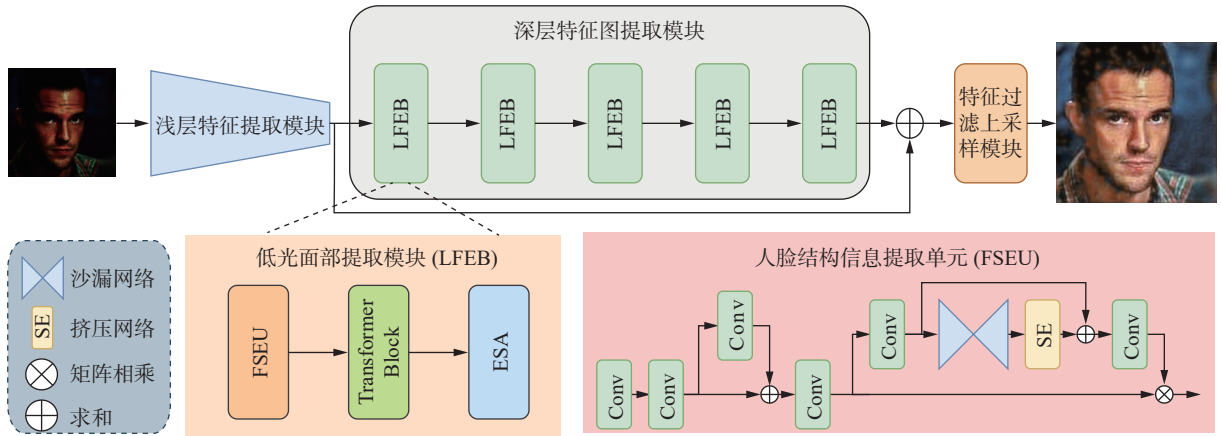 深层特征图提取模块
浅层特征提取模块
LFEB
LFEB
LFEB
LFEB
LFEB
特征过
滤上采
样模块
沙漏网络
SE
挤压网络
矩阵相乘
求和
低光面部提取模块 (LFEB)
FSEU
Transformer
Block
ESA
人脸结构信息提取单元 (FSEU)
Conv
Conv
Conv
Conv
Conv
SE
Conv